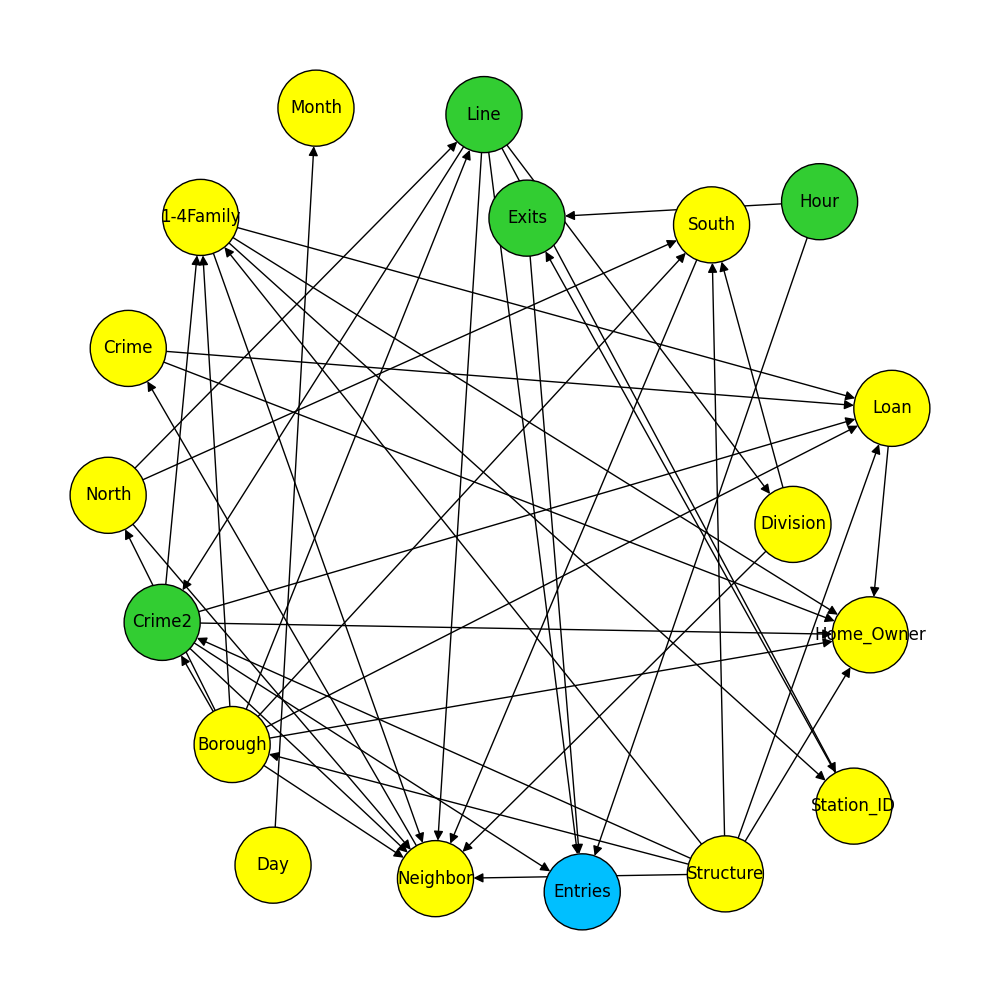 Month
Line
Hour
1-4Family
Exits
South
Crime
Loan
North
Division
Crime2
Home_Owner
Borough
Station_ID
Day
Neighbor
Entries
Structure